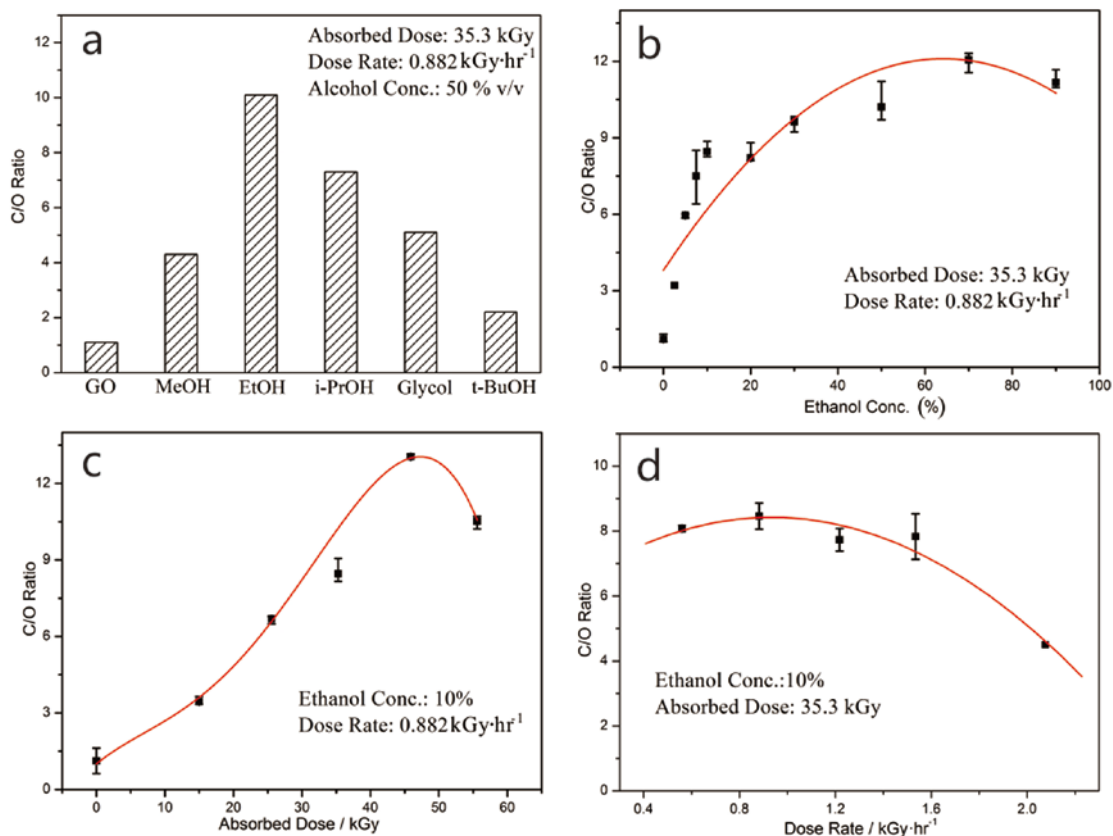 a
Absorbed Dose: 35.3 kGy
Dose Rate: 0.882 kGy·hr-1
Alcohol Conc.: 50 % v/v
12
10
8
6
4
2
0
C/O Ratio
GO MeOH EtOH i-PrOH Glycol t-BuOH
b
12
9
6
3
0
C/O Ratio
Absorbed Dose: 35.3 kGy
Dose Rate: 0.882 kGy·hr-1
0 20 40 60 80 100
Ethanol Conc. (%)
c
12
9
6
3
0
C/O Ratio
Ethanol Conc.: 10%
Dose Rate: 0.882 kGy·hr-1
0 10 20 30 40 50 60
Absorbed Dose / kGy
d
10
8
6
4
2
0
C/O Ratio
Ethanol Conc.:10%
Absorbed Dose: 35.3 kGy
0.4 0.8 1.2 1.6 2.0
Dose Rate / kGy·hr-1